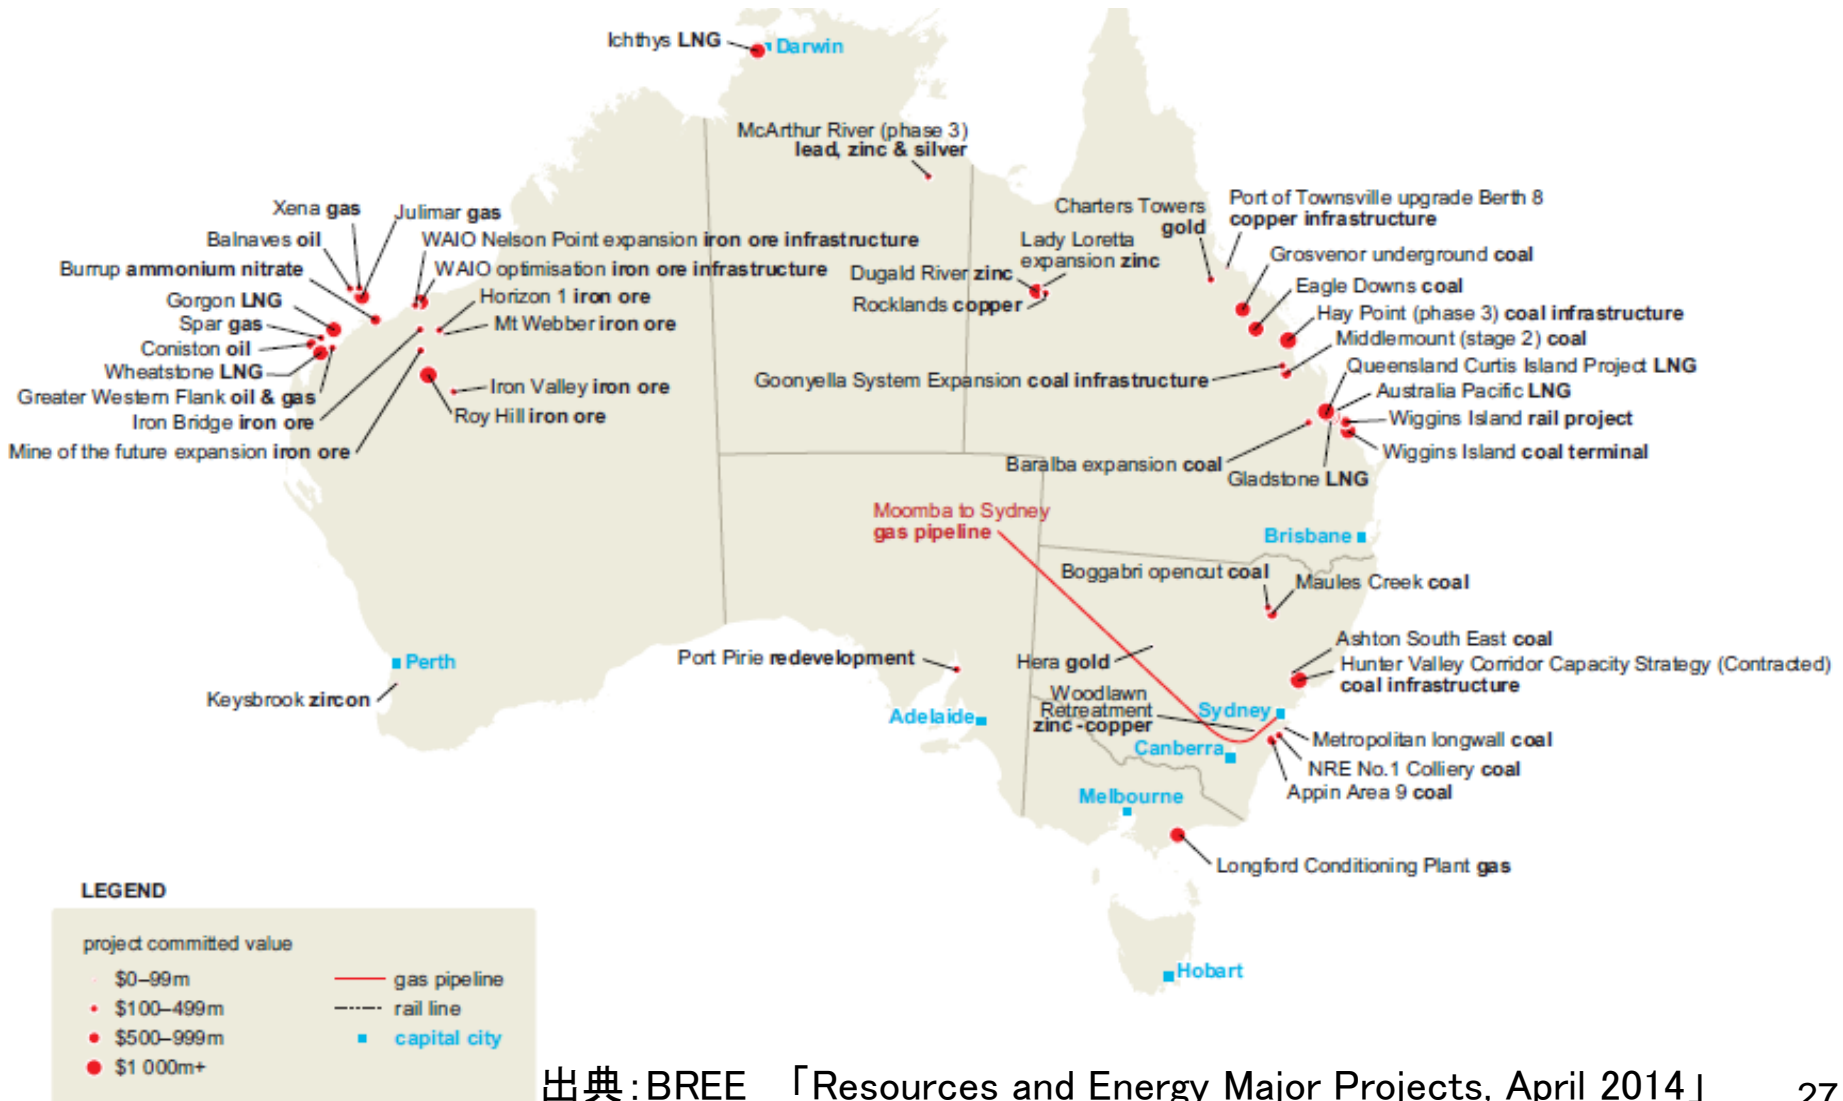 Ichthys LNG
Darwin
McArthur River (phase 3)
lead, zinc & silver
Xena gas
Julimar gas
Balnaves oil
WAIO Nelson Point expansion iron ore infrastructure
Burrup ammonium nitrate
WAIO optimisation iron ore infrastructure
Gorgon LNG
Horizon 1 iron ore
Spar gas
Mt Webber iron ore
Coniston oil
Wheatstone LNG
Greater Western Flank oil & gas
Iron Valley iron ore
Iron Bridge iron ore
Roy Hill iron ore
Mine of the future expansion iron ore
Charters Towers
gold
Port of Townsville upgrade Berth 8
copper infrastructure
Lady Loretta
expansion zinc
Dugald River zinc
Rocklands copper
Grosvenor underground coal
Eagle Downs coal
Hay Point (phase 3) coal infrastructure
Middlemount (stage 2) coal
Goonyella System Expansion coal infrastructure
Queensland Curtis Island Project LNG
Australia Pacific LNG
Wiggins Island rail project
Wiggins Island coal terminal
Baralba expansion coal
Gladstone LNG
Moomba to Sydney
gas pipeline
Brisbane
Boggabri opencut coal
Maules Creek coal
Perth
Keysbrook zircon
Port Pirie redevelopment
Adelaide
Hera gold
Ashton South East coal
Hunter Valley Corridor Capacity Strategy (Contracted)
coal infrastructure
Woodlawn
Retreatment
zinc-copper
Sydney
Canberra
Metropolitan longwall coal
NRE No.1 Colliery coal
Appin Area 9 coal
Melbourne
Longford Conditioning Plant gas
Hobart
LEGEND
project committed value
$0–99m
$100–499m
$500–999m
$1 000m+
gas pipeline
rail line
capital city
出典：BREE 「Resources and Energy Major Projects, April 2014」
27